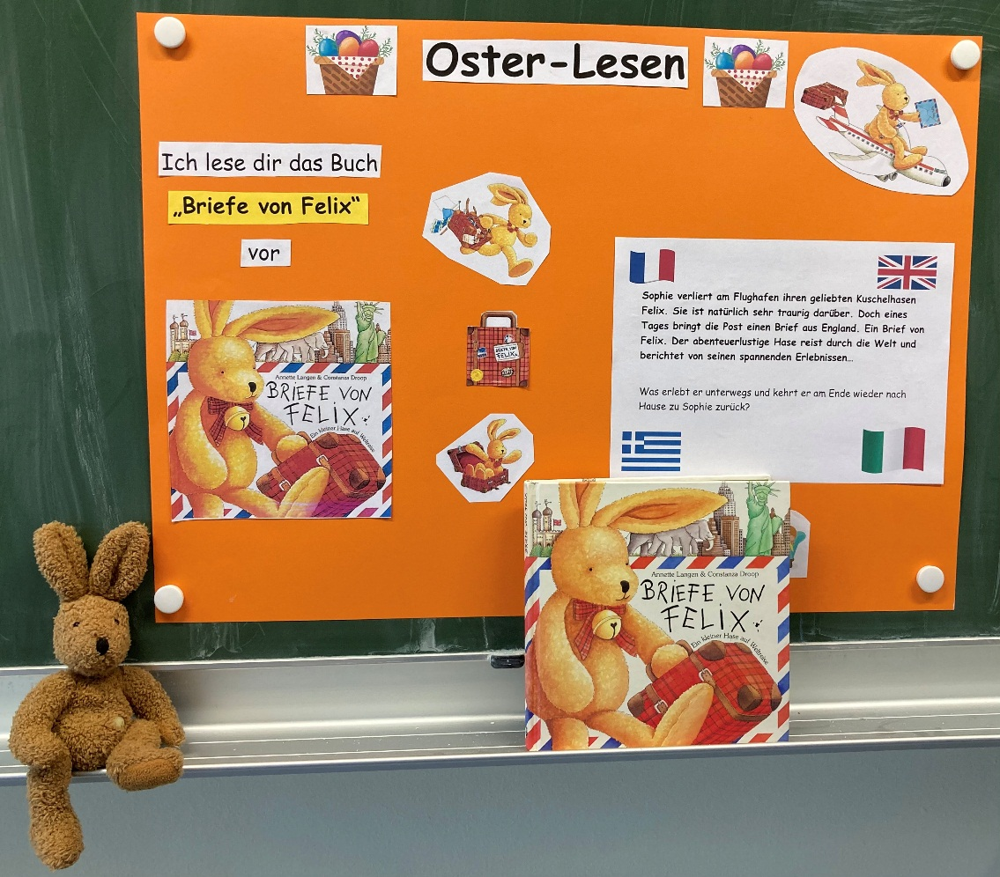 Oster-Lesen
Ich lese dir das Buch
„Briefe von Felix“
vor
Annette Langen & Constanza Droop
BRIEFE VON
FELIX
Ein kleiner Hase auf Weltreise
BRIEFE VON
FELIX
Sophie verliert am Flughafen ihren geliebten Kuschelhasen
Felix. Sie ist natürlich sehr traurig darüber. Doch eines
Tages bringt die Post einen Brief aus England. Ein Brief von
Felix. Der abenteuerlustige Hase reist durch die Welt und
berichtet von seinen spannenden Erlebnissen…
Was erlebt er unterwegs und kehrt er am Ende wieder nach
Hause zu Sophie zurück?
Annette Langen & Constanza Droop
BRIEFE VON
FELIX
Ein kleiner Hase auf Weltreise